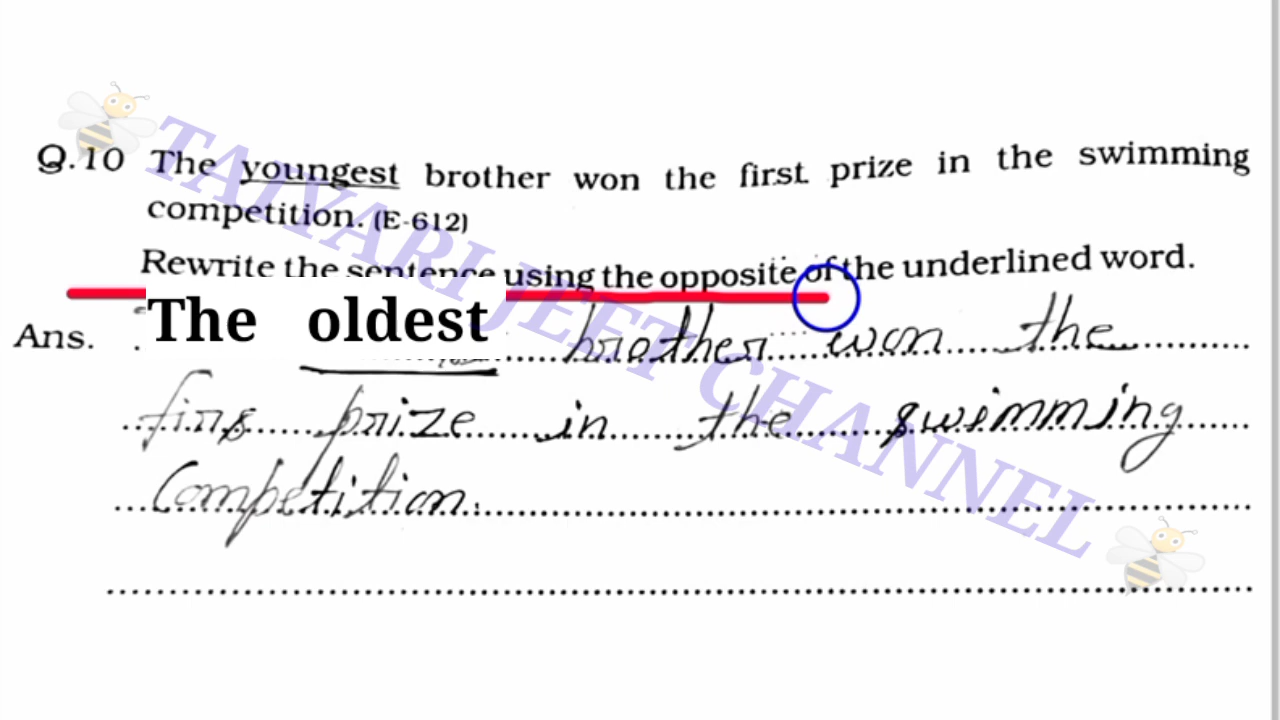 Q.10 The youngest brother won the first prize in the swimming
competition. (E-612)
Rewrite the sentence using the opposite of the underlined word.
Ans. The oldest brother won the
firs prize in the swimming
Competition.
TAIYARI JEET CHANNEL